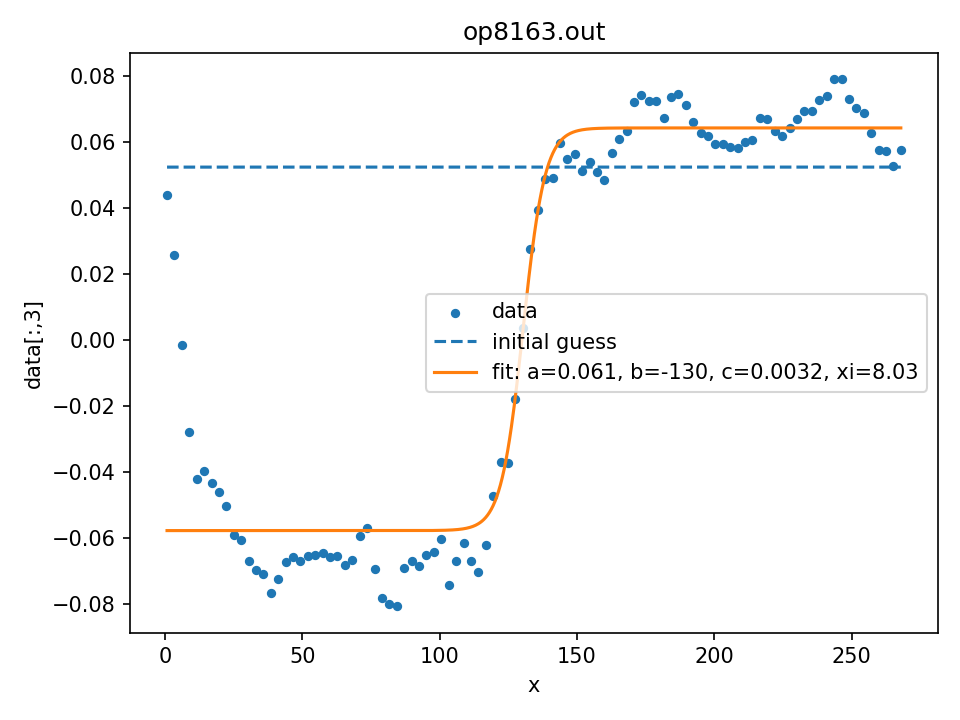 op8163.out
0.08
0.06
0.04
0.02
0.00
−0.02
−0.04
−0.06
−0.08
data[:,3]
data
initial guess
fit: a=0.061, b=-130, c=0.0032, xi=8.03
0 50 100 150 200 250
x